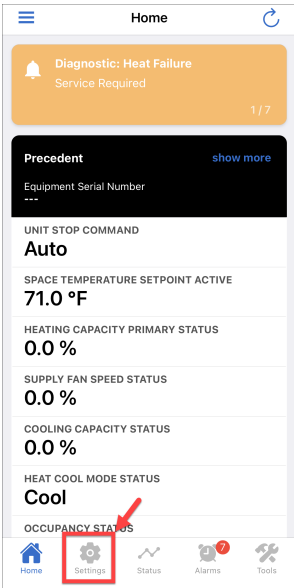 Home
Diagnostic: Heat Failure
Service Required
1 / 7
Precedent show more
Equipment Serial Number
---
UNIT STOP COMMAND
Auto
SPACE TEMPERATURE SETPOINT ACTIVE
71.0 °F
HEATING CAPACITY PRIMARY STATUS
0.0 %
SUPPLY FAN SPEED STATUS
0.0 %
COOLING CAPACITY STATUS
0.0 %
HEAT COOL MODE STATUS
Cool
OCCUPANCY STATUS
7
Home Settings Status Alarms Tools